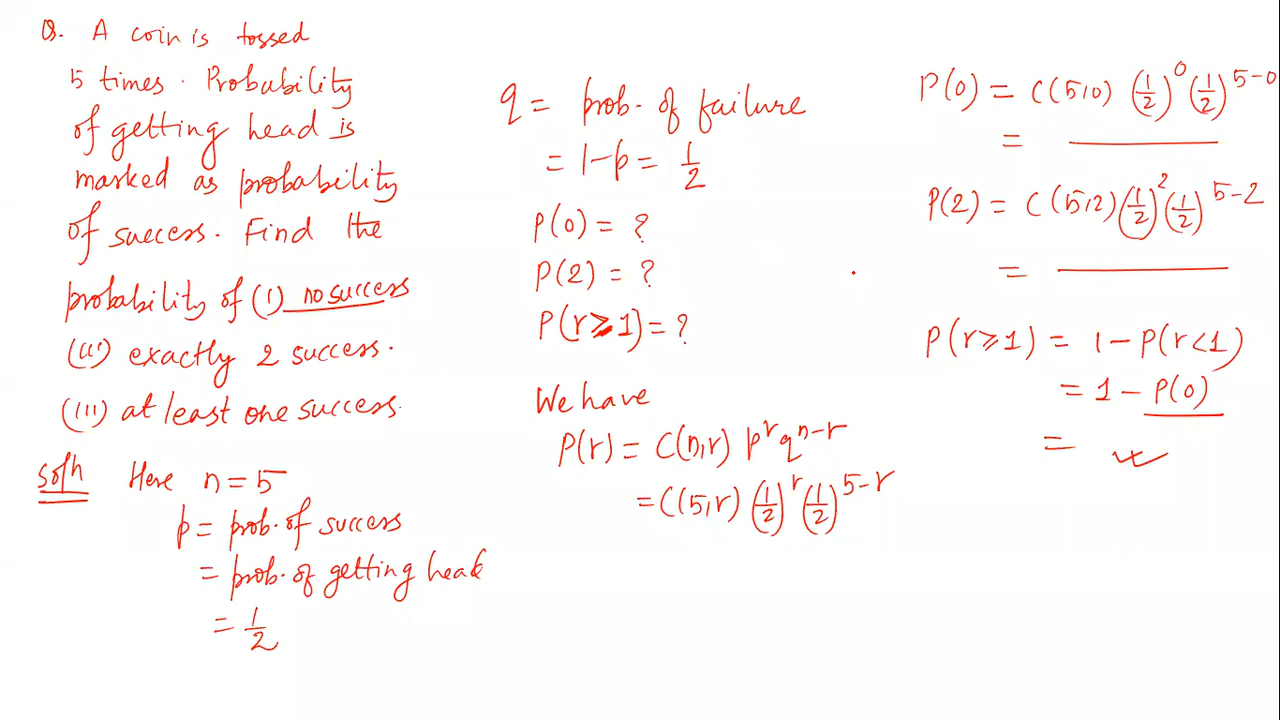 Q. A coin is tossed
5 times. Probability
of getting head is
marked as probability
of success. Find the
probability of (i) no success
(ii) exactly 2 success.
(iii) at least one success.
Soln Here n = 5
p = prob. of success
= prob. of getting head
= 1/2
q = prob. of failure
= 1-p = 1/2
P(0) = ?
P(2) = ?
P(r⩾1) = ?
We have
P(r) = C(n,r) p^r q^{n-r}
= C(5,r) (1/2)^r (1/2)^{5-r}
P(0) = C(5,0) (1/2)^0 (1/2)^{5-0}
=
P(2) = C(5,2) (1/2)^2 (1/2)^{5-2}
=
P(r⩾1) = 1 - P(r<1)
= 1 - P(0)
=